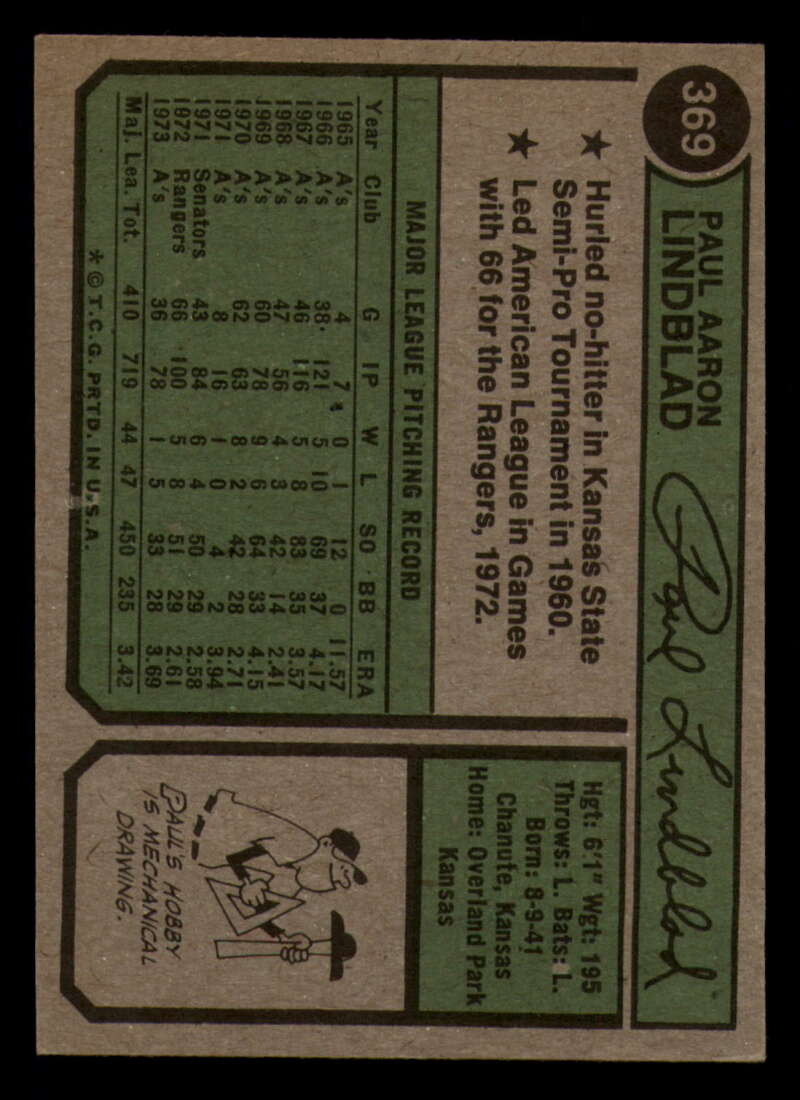 369
PAUL AARON
LINDBLAD
Paul Lindblad
★ Hurled no-hitter in Kansas State
Semi-Pro Tournament in 1960.
★ Led American League in Games
with 66 for the Rangers, 1972.
MAJOR LEAGUE PITCHING RECORD
Year Club G IP W L SO BB ERA
1965 A's 4 7 0 1 12 0 11.57
1966 A's 38 121 5 10 69 37 4.17
1967 A's 46 116 5 8 83 35 3.57
1968 A's 47 56 4 3 42 14 2.41
1969 A's 60 78 9 6 64 33 4.15
1970 A's 62 63 8 2 42 28 2.71
1971 A's 8 16 1 0 4 2 3.94
1971 Senators 43 84 6 4 50 29 2.58
1972 Rangers 66 100 5 8 51 29 2.61
1973 A's 36 78 1 5 33 28 3.69
Maj. Lea. Tot. 410 719 44 47 450 235 3.42
* © T.C.G. PRTD. IN U.S.A.
Hgt: 6'1" Wgt: 195
Throws: L. Bats: L.
Born: 8-9-41
Chanute, Kansas
Home: Overland Park
Kansas
PAUL'S HOBBY
IS MECHANICAL
DRAWING.